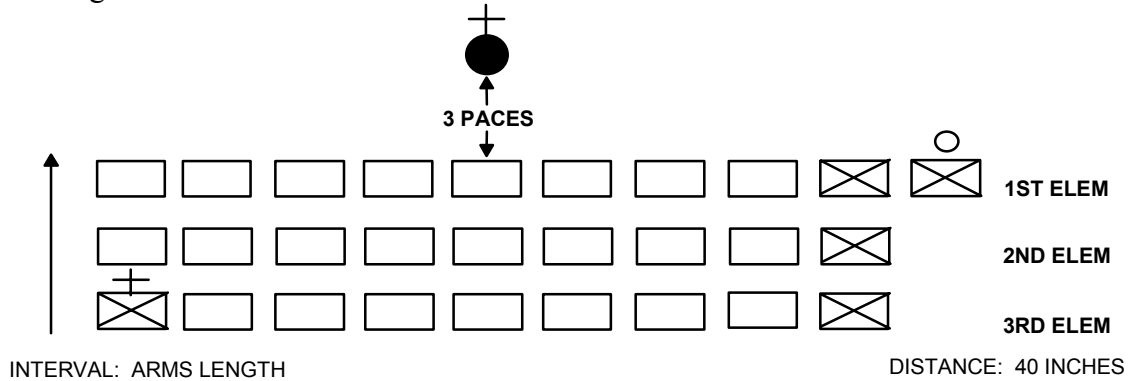 3 PACES
1ST ELEM
2ND ELEM
3RD ELEM
INTERVAL: ARMS LENGTH
DISTANCE: 40 INCHES